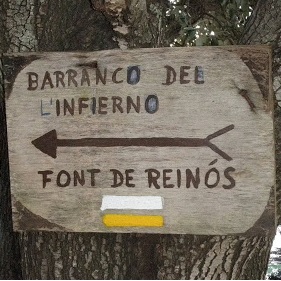 BARRANCO DEL
L'INFIERNO
FONT DE REINÓS